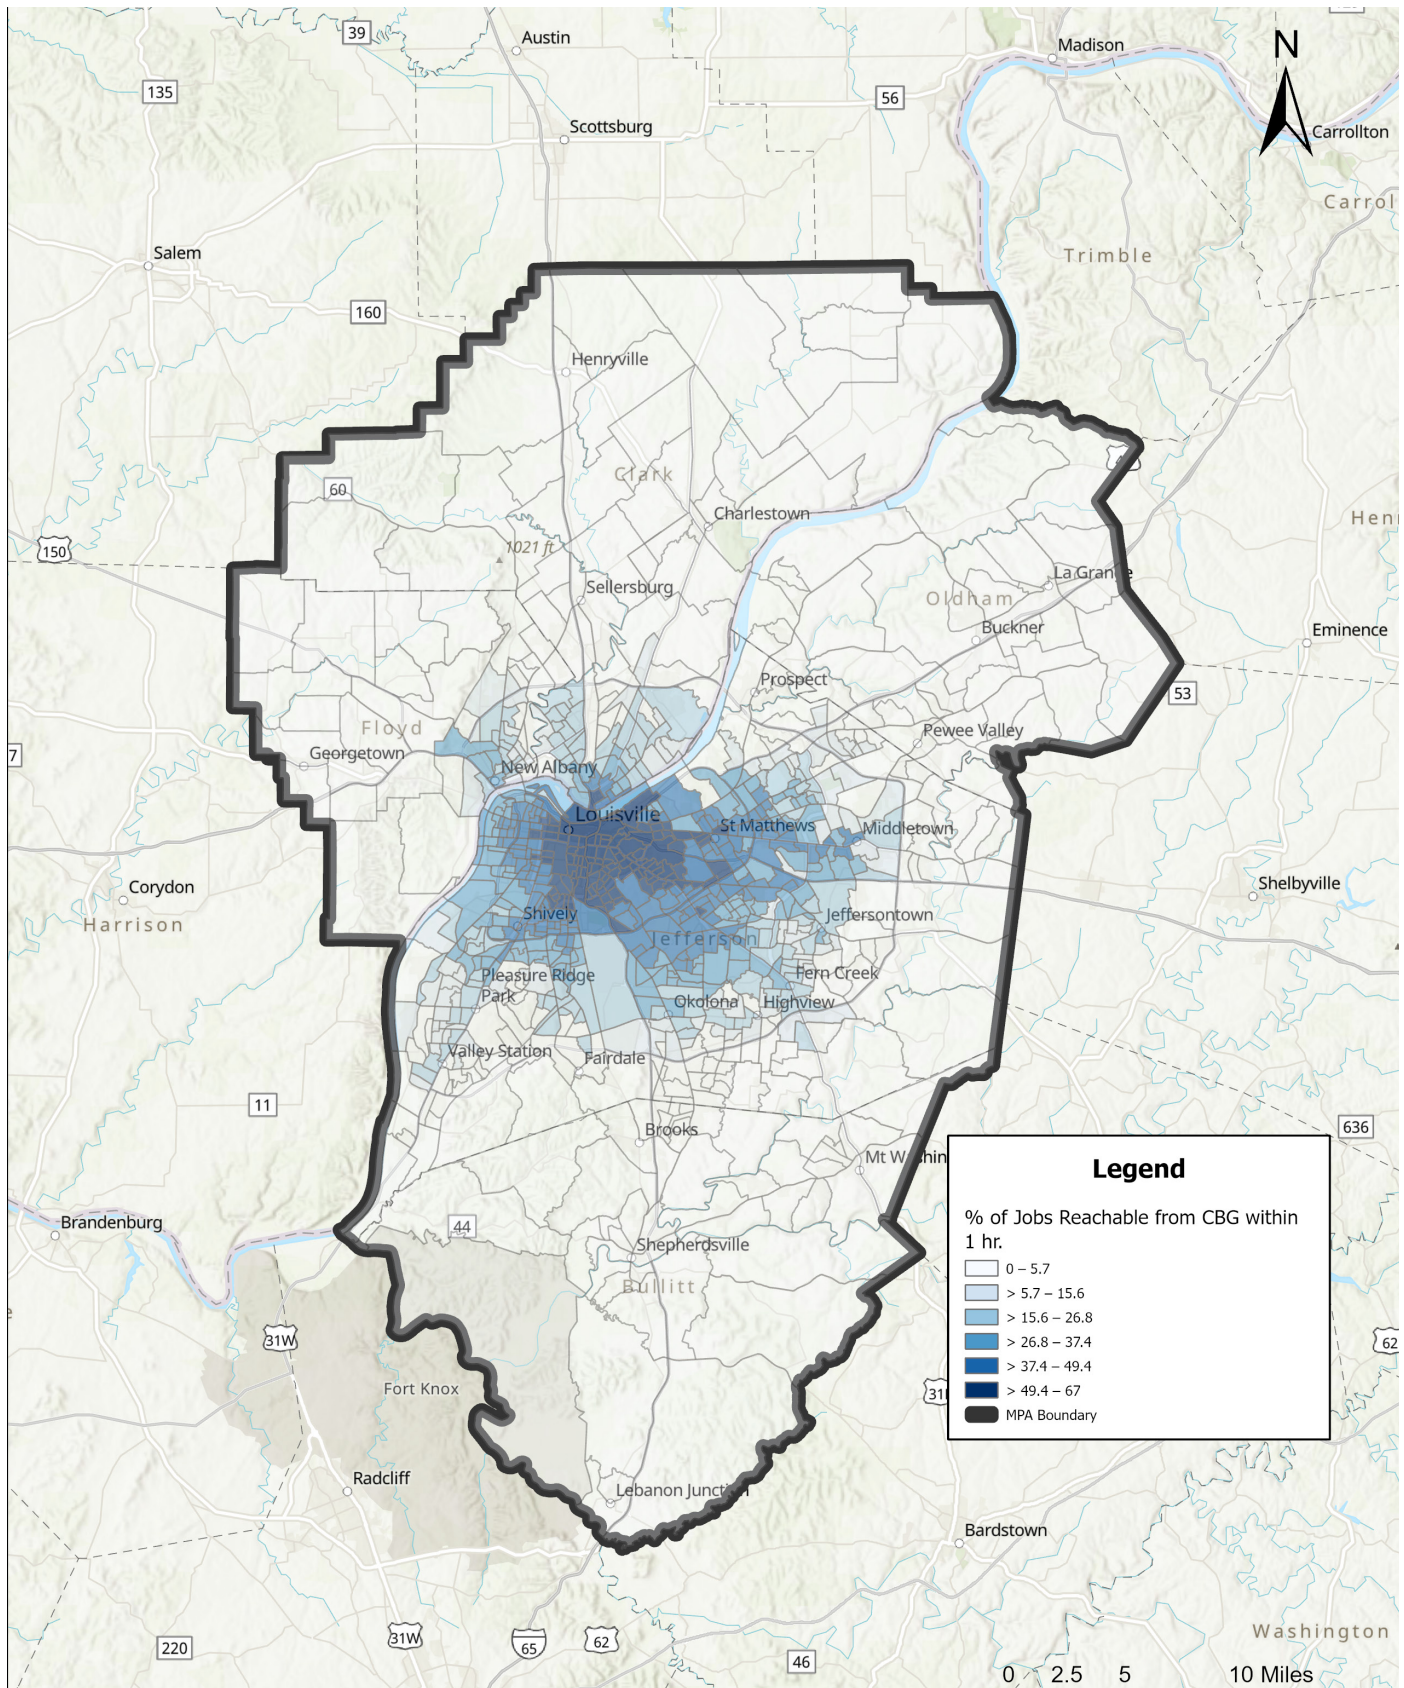 39
Austin
Madison
N
135
56
Scottsburg
Carrollton
Carrol
Trimble
Salem
160
Henryville
Clark
60
Charlestown
Henr
150
1021 ft
La Grange
Sellersburg
Oldham
Buckner
Eminence
Prospect
53
Floyd
Pewee Valley
7
Georgetown
New Albany
Louisville
St Matthews
Middletown
Corydon
Shelbyville
Harrison
Shively
Jeffersontown
Jefferson
Pleasure Ridge
Park
Fern Creek
Okolona
Highview
Valley Station
Fairdale
11
Brooks
636
Mt Washin
Legend
% of Jobs Reachable from CBG within
1 hr.
0 – 5.7
> 5.7 – 15.6
> 15.6 – 26.8
> 26.8 – 37.4
> 37.4 – 49.4
> 49.4 – 67
MPA Boundary
Brandenburg
44
Shepherdsville
Bullitt
e
31W
62
Fort Knox
31
Radcliff
Lebanon Junction
Bardstown
Washington
220
31W
65
62
46
0 2.5 5 10 Miles